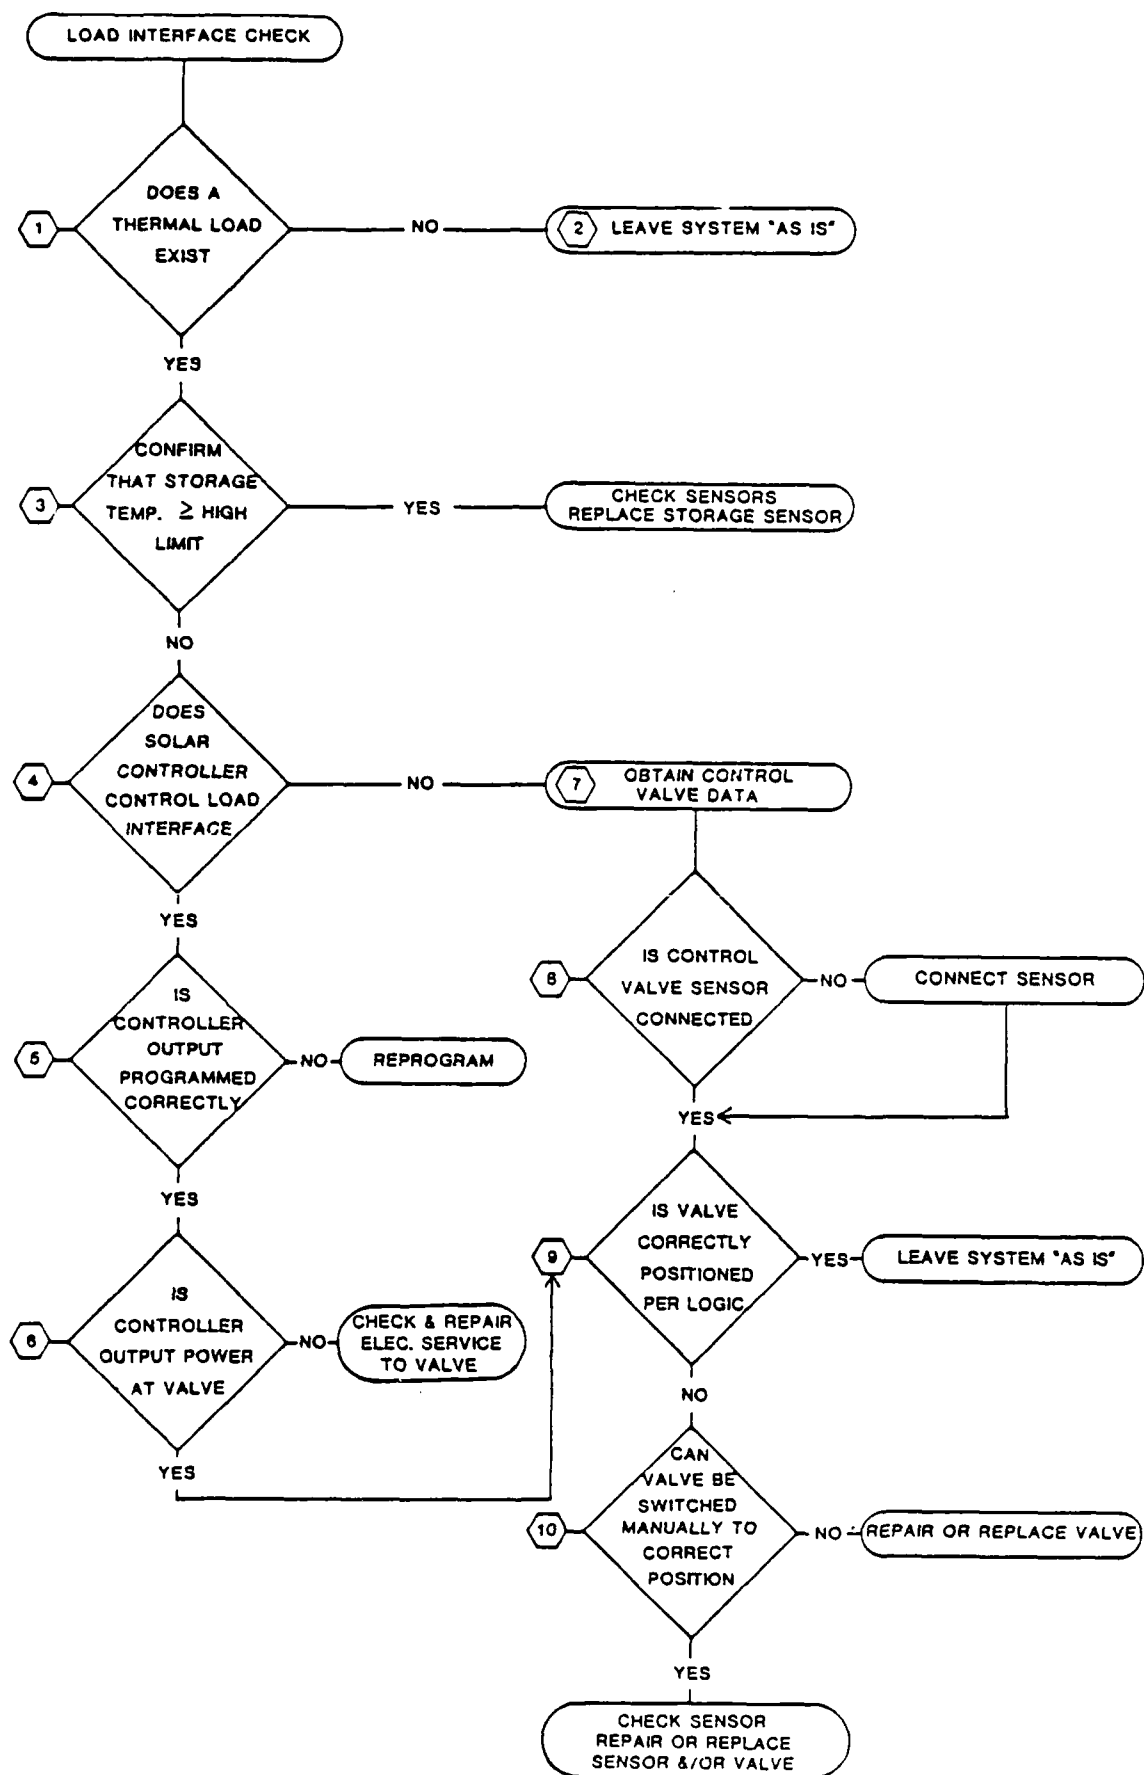 LOAD INTERFACE CHECK
DOES A
THERMAL LOAD
EXIST
1
NO
2 LEAVE SYSTEM "AS IS"
YES
CONFIRM
THAT STORAGE
TEMP. ≥ HIGH
LIMIT
3
YES
CHECK SENSORS
REPLACE STORAGE SENSOR
NO
DOES
SOLAR
CONTROLLER
CONTROL LOAD
INTERFACE
4
NO
7 OBTAIN CONTROL
VALVE DATA
YES
IS CONTROL
VALVE SENSOR
CONNECTED
8
NO
CONNECT SENSOR
IS
CONTROLLER
OUTPUT
PROGRAMMED
CORRECTLY
5
NO
REPROGRAM
YES
YES
IS VALVE
CORRECTLY
POSITIONED
PER LOGIC
9
YES
LEAVE SYSTEM "AS IS"
IS
CONTROLLER
OUTPUT POWER
AT VALVE
6
NO
CHECK & REPAIR
ELEC. SERVICE
TO VALVE
YES
NO
CAN
VALVE BE
SWITCHED
MANUALLY TO
CORRECT
POSITION
10
NO
REPAIR OR REPLACE VALVE
YES
CHECK SENSOR
REPAIR OR REPLACE
SENSOR &/OR VALVE